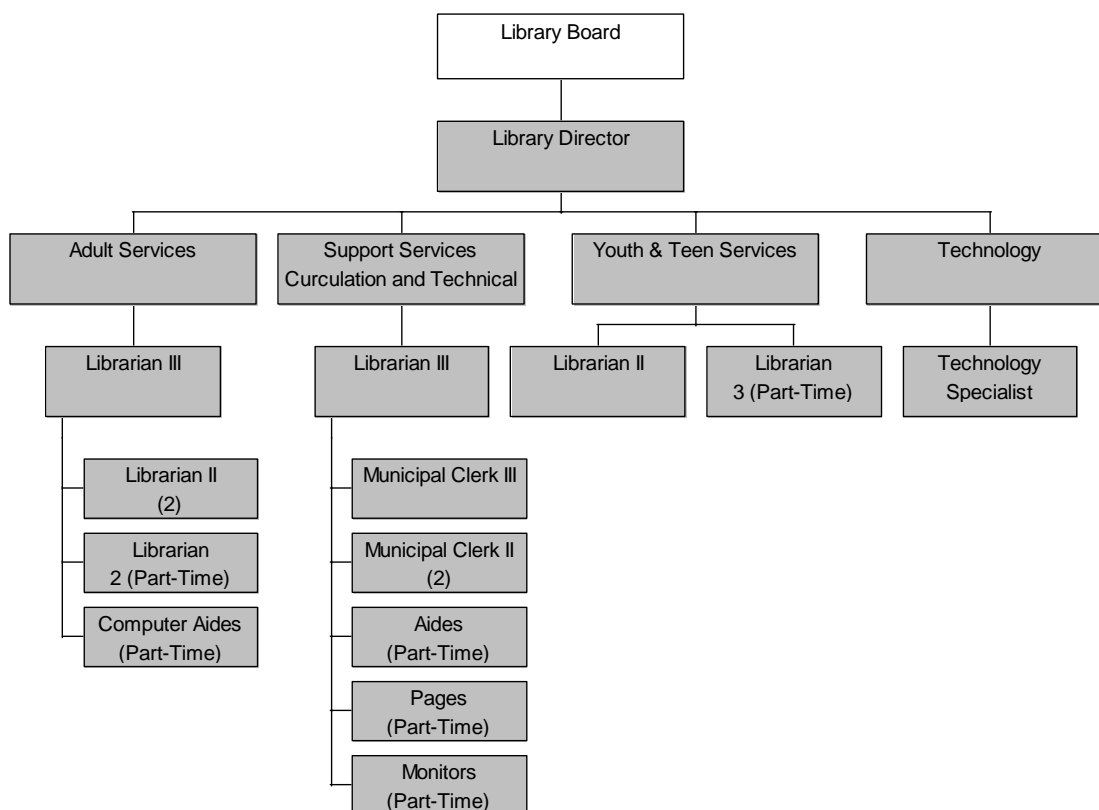 Library Board
Library Director
Adult Services
Support Services
Curculation and Technical
Youth & Teen Services
Technology
Librarian III
Librarian III
Librarian II
Librarian
3 (Part-Time)
Technology
Specialist
Librarian II
(2)
Librarian
2 (Part-Time)
Computer Aides
(Part-Time)
Municipal Clerk III
Municipal Clerk II
(2)
Aides
(Part-Time)
Pages
(Part-Time)
Monitors
(Part-Time)